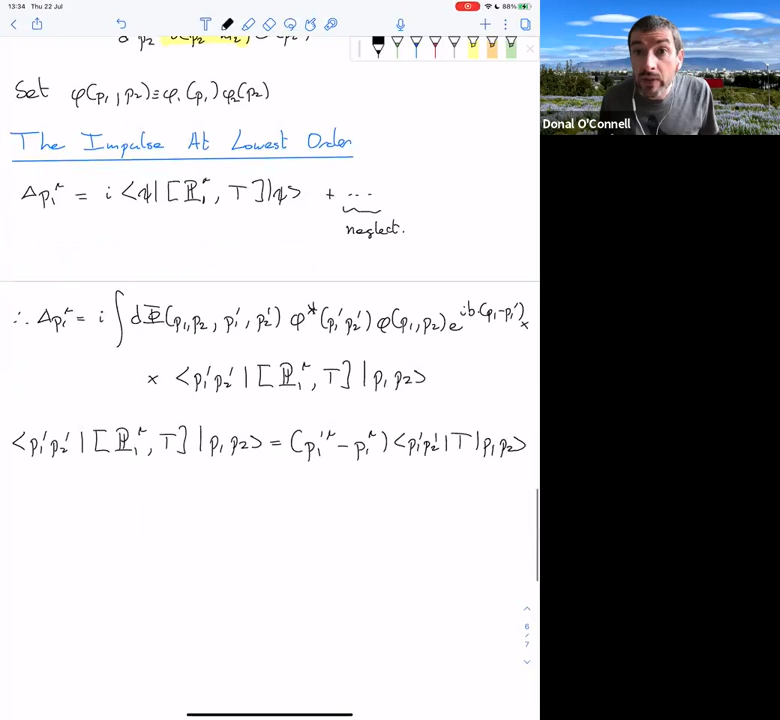 13:34 Thu 22 Jul
88%
Set φ(p₁, p₂) ≡ φ₁(p₁) φ₂(p₂)
The Impulse At Lowest Order
Δp₁^μ = i <ψ| [ℙ₁^μ, T] |ψ> + ...
neglect.
∴ Δp₁^μ = i ∫ dΦ(p₁, p₂, p₁', p₂') φ*(p₁' p₂') φ(p₁, p₂) e^{ib·(p₁-p₁')} ×
× <p₁'p₂' | [ℙ₁^μ, T] | p₁ p₂>
<p₁'p₂' | [ℙ₁^μ, T] | p₁ p₂> = (p₁'^μ - p₁^μ) <p₁'p₂' |T| p₁ p₂>
6
/
7
Donal O'Connell